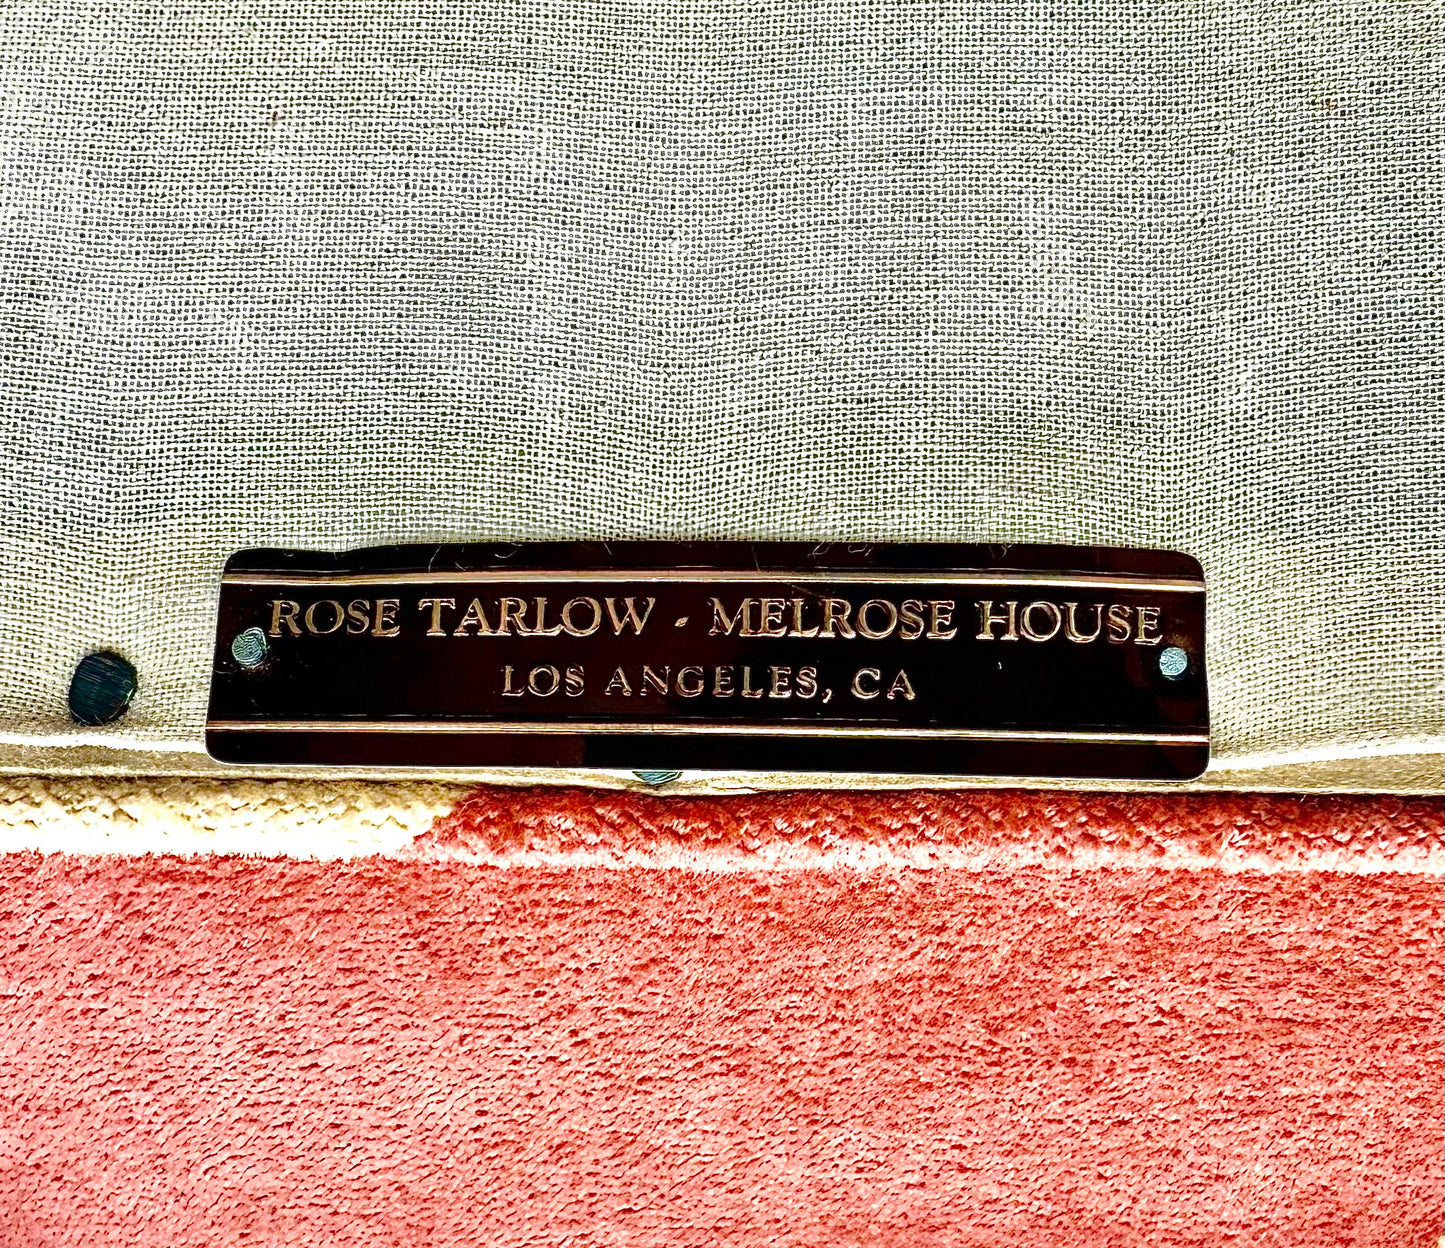 ROSE TARLOW - MELROSE HOUSE
LOS ANGELES, CA